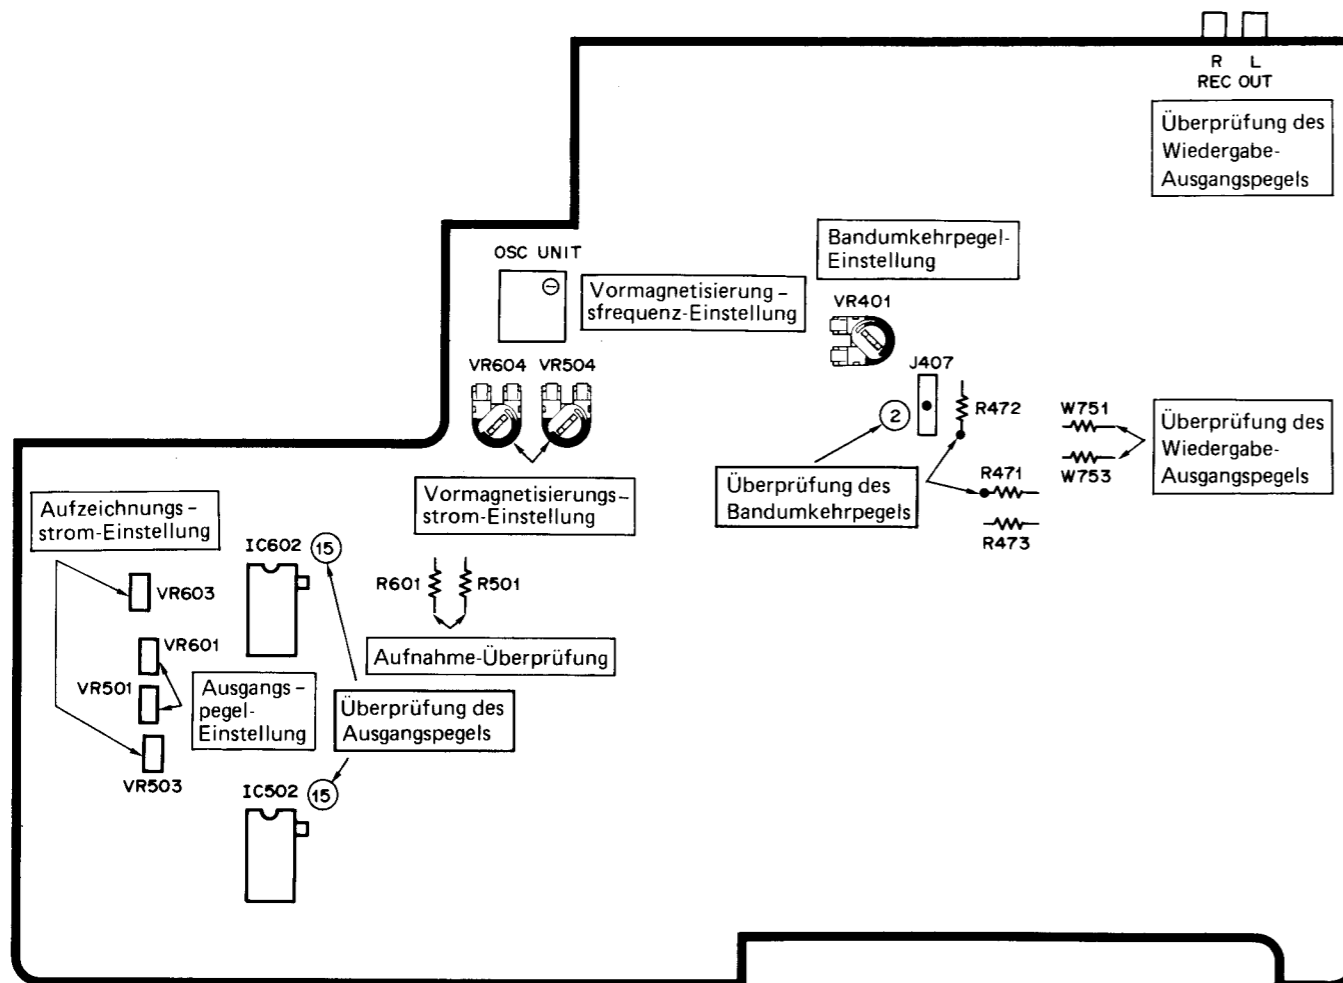 R L
REC OUT
Überprüfung des
Wiedergabe-
Ausgangspegels
Bandumkehrpegel-
Einstellung
OSC UNIT
Vormagnetisierung-
sfrequenz-Einstellung
VR401
VR604 VR504
J407
2
R472
W751
W753
Überprüfung des
Wiedergabe-
Ausgangspegels
R471
R473
Überprüfung des
Bandumkehrpegels
Vormagnetisierungs-
strom-Einstellung
Aufzeichnungs-
strom-Einstellung
IC602 15
R601 R501
VR603
Aufnahme-Überprüfung
VR601
VR501
Ausgangs-
pegel-
Einstellung
Überprüfung des
Ausgangspegels
VR503
IC502 15